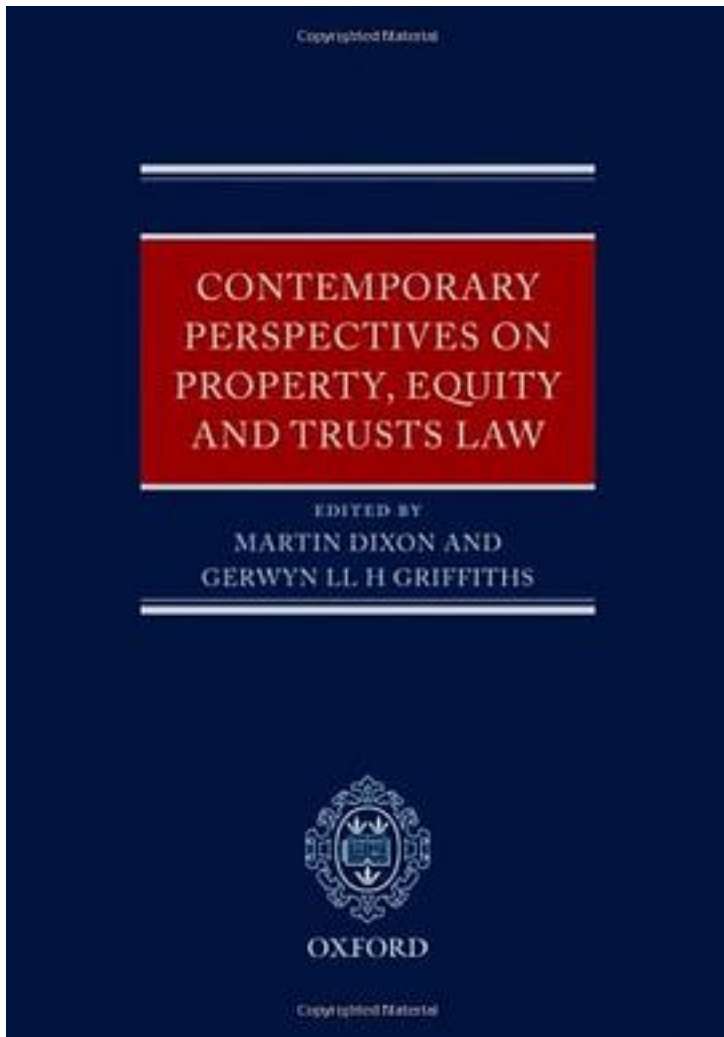 Copyrighted Material
CONTEMPORARY
PERSPECTIVES ON
PROPERTY, EQUITY
AND TRUSTS LAW
EDITED BY
MARTIN DIXON AND
GERWYN LL H GRIFFITHS
OXFORD
Copyrighted Material